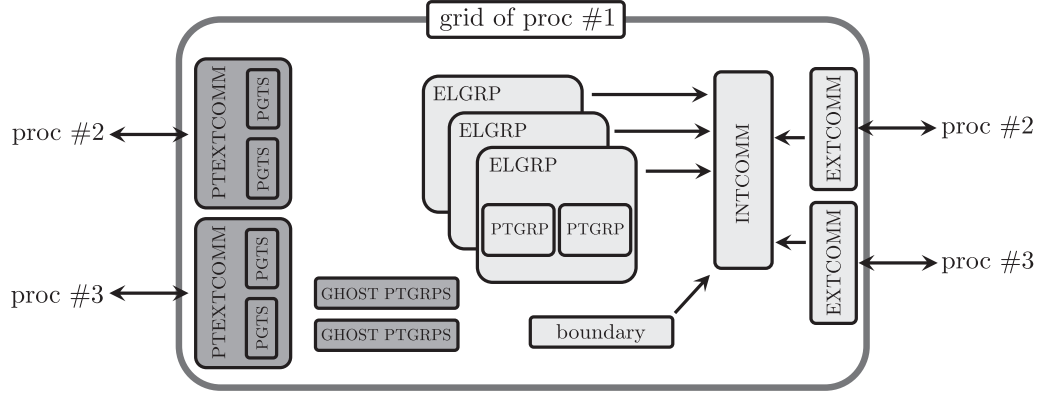 grid of proc #1
proc #2
PTEXTCOMM
PGTS
PGTS
proc #3
PTEXTCOMM
PGTS
PGTS
GHOST PTGRPS
GHOST PTGRPS
ELGRP
ELGRP
ELGRP
PTGRP
PTGRP
boundary
INTCOMM
EXTCOMM
proc #2
EXTCOMM
proc #3